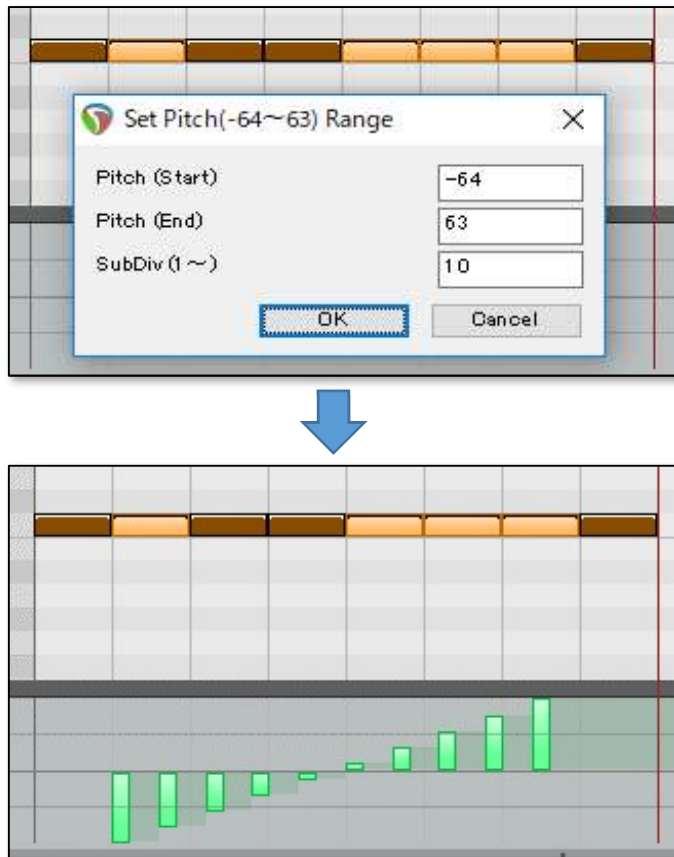 Set Pitch(-64～63) Range
Pitch (Start) -64
Pitch (End) 63
SubDiv (1～) 10
OK Cancel